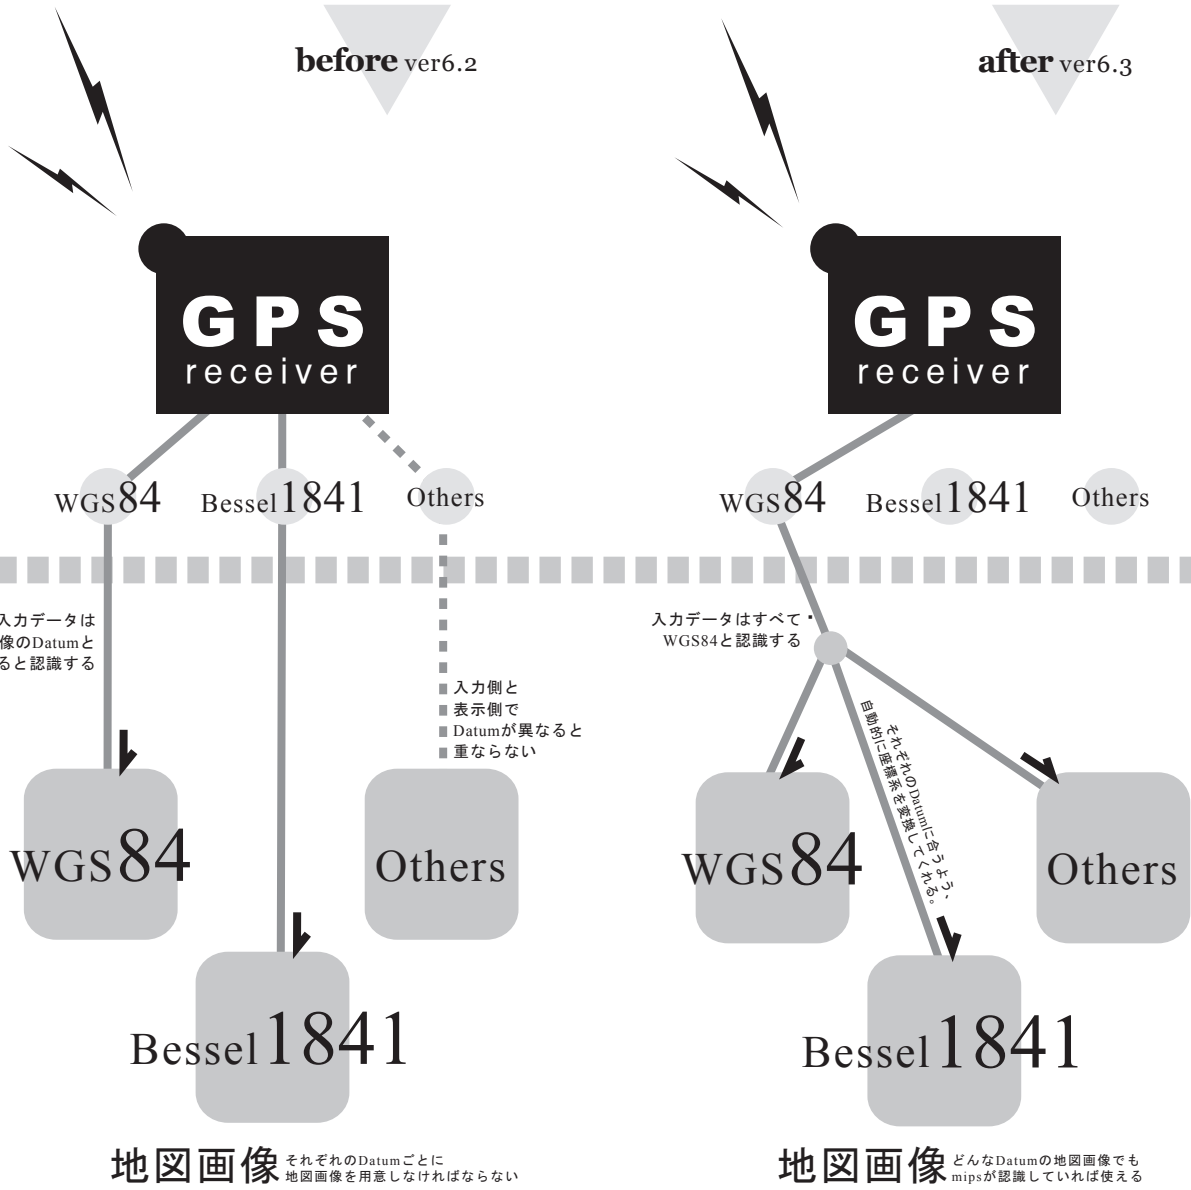 before ver6.2
GPS
receiver
WGS84
Bessel1841
Others
入力データは
像のDatumと
ると認識する
入力側と
表示側で
Datumが異なると
重ならない
WGS84
Others
Bessel1841
地図画像
それぞれのDatumごとに
地図画像を用意しなければならない
after ver6.3
GPS
receiver
WGS84
Bessel1841
Others
入力データはすべて
WGS84と認識する
それぞれのDatumに合うよう、
自動的に座標系を変換してくれる。
WGS84
Others
Bessel1841
地図画像
どんなDatumの地図画像でも
mipsが認識していれば使える